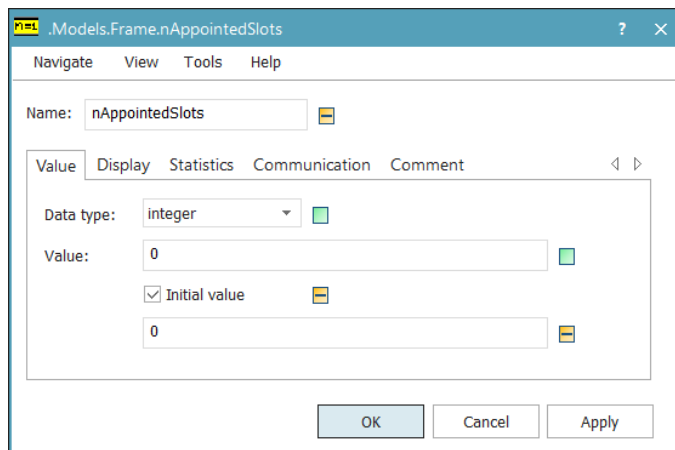 n=1 .Models.Frame.nAppointedSlots ? ×
Navigate View Tools Help
Name: nAppointedSlots
Value Display Statistics Communication Comment
Data type: integer
Value: 0
Initial value
0
OK Cancel Apply